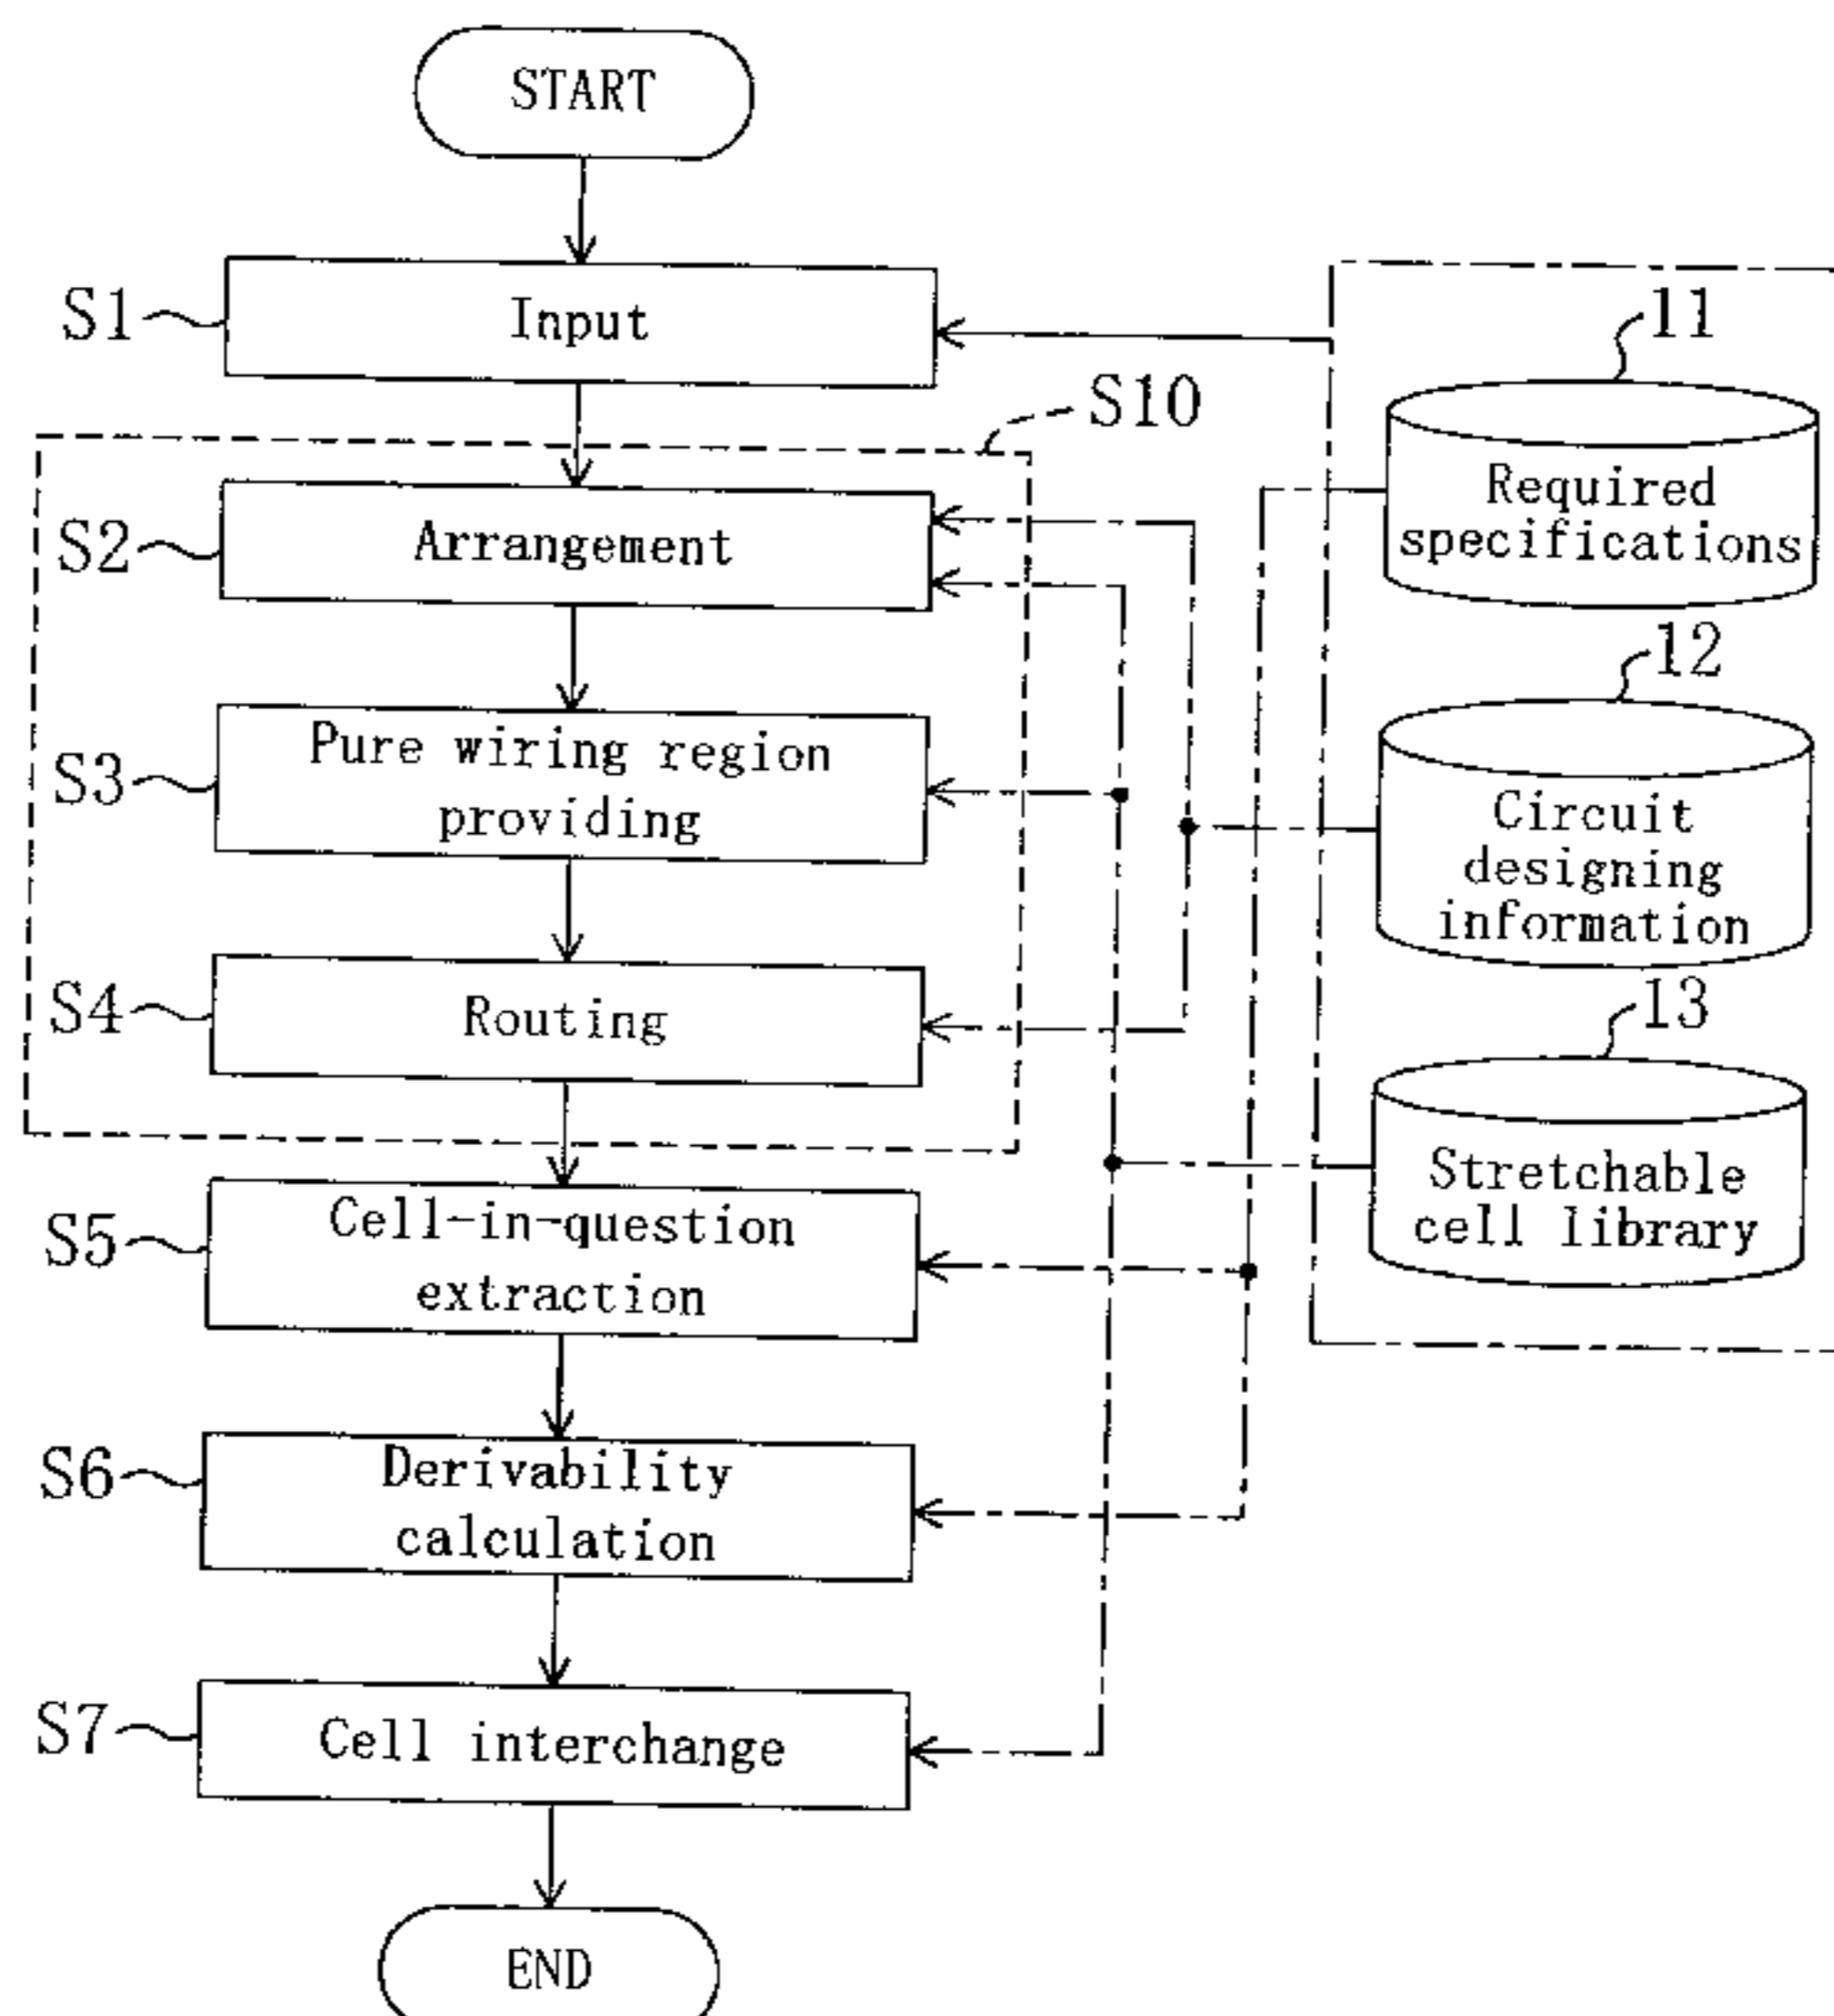 START
S1
Input
11
S10
Required
specifications
S2
Arrangement
12
S3
Pure wiring region
providing
Circuit
designing
information
S4
Routing
13
Stretchable
cell library
S5
Cell-in-question
extraction
S6
Derivability
calculation
S7
Cell interchange
END